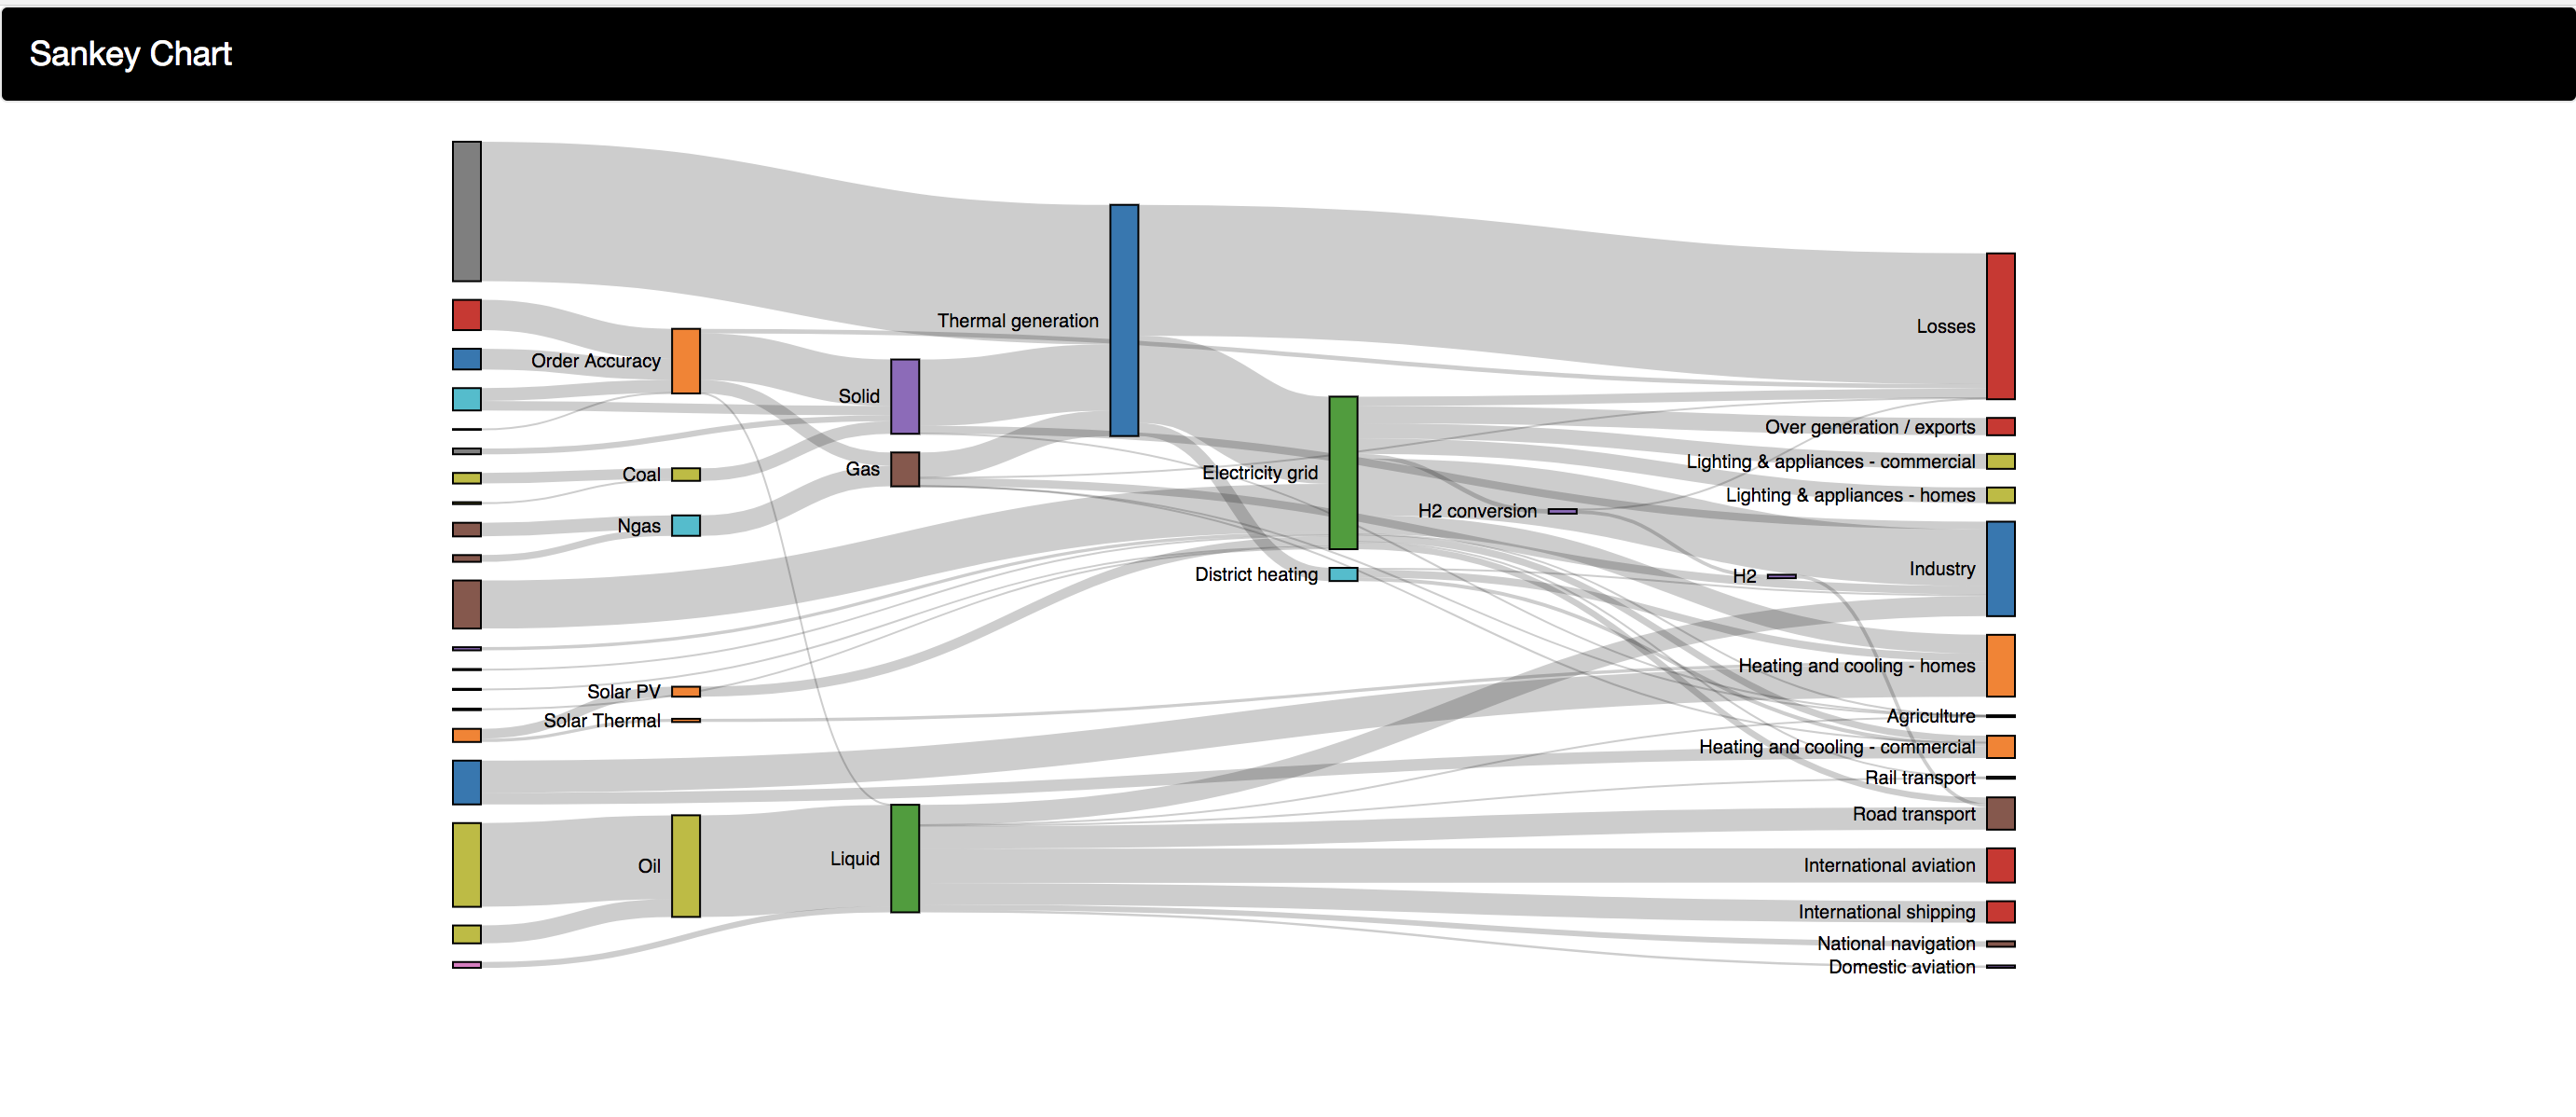 Sankey Chart
Thermal generation
Losses
Order Accuracy
Solid
Over generation / exports
Lighting & appliances - commercial
Gas
Electricity grid
Coal
Lighting & appliances - homes
H2 conversion
Ngas
Industry
District heating
H2
Heating and cooling - homes
Solar PV
Agriculture
Solar Thermal
Heating and cooling - commercial
Rail transport
Road transport
Liquid
Oil
International aviation
International shipping
National navigation
Domestic aviation